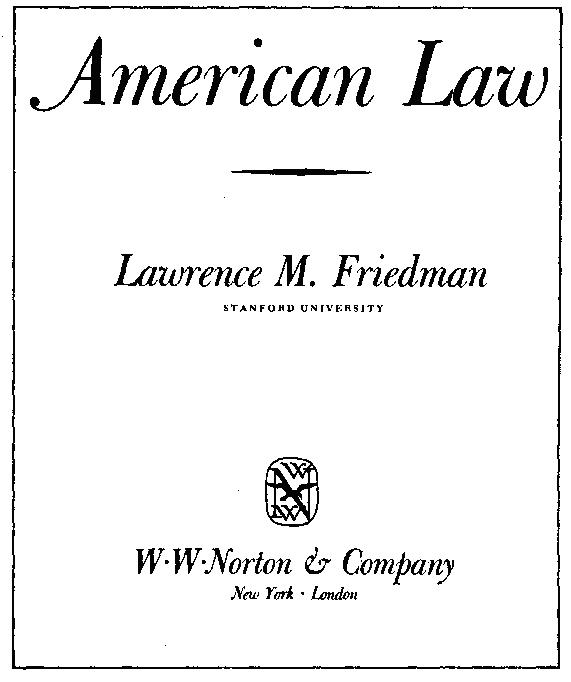 American Law
Lawrence M. Friedman
STANFORD UNIVERSITY
W·W·Norton & Company
New York · London